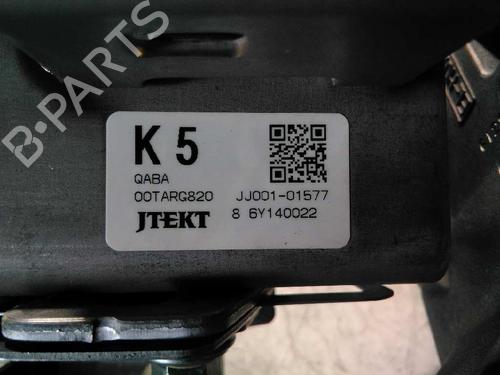 B-PARTS
K 5
QABA
00TARG820 JJ001-01577
JTEKT 8 6Y140022